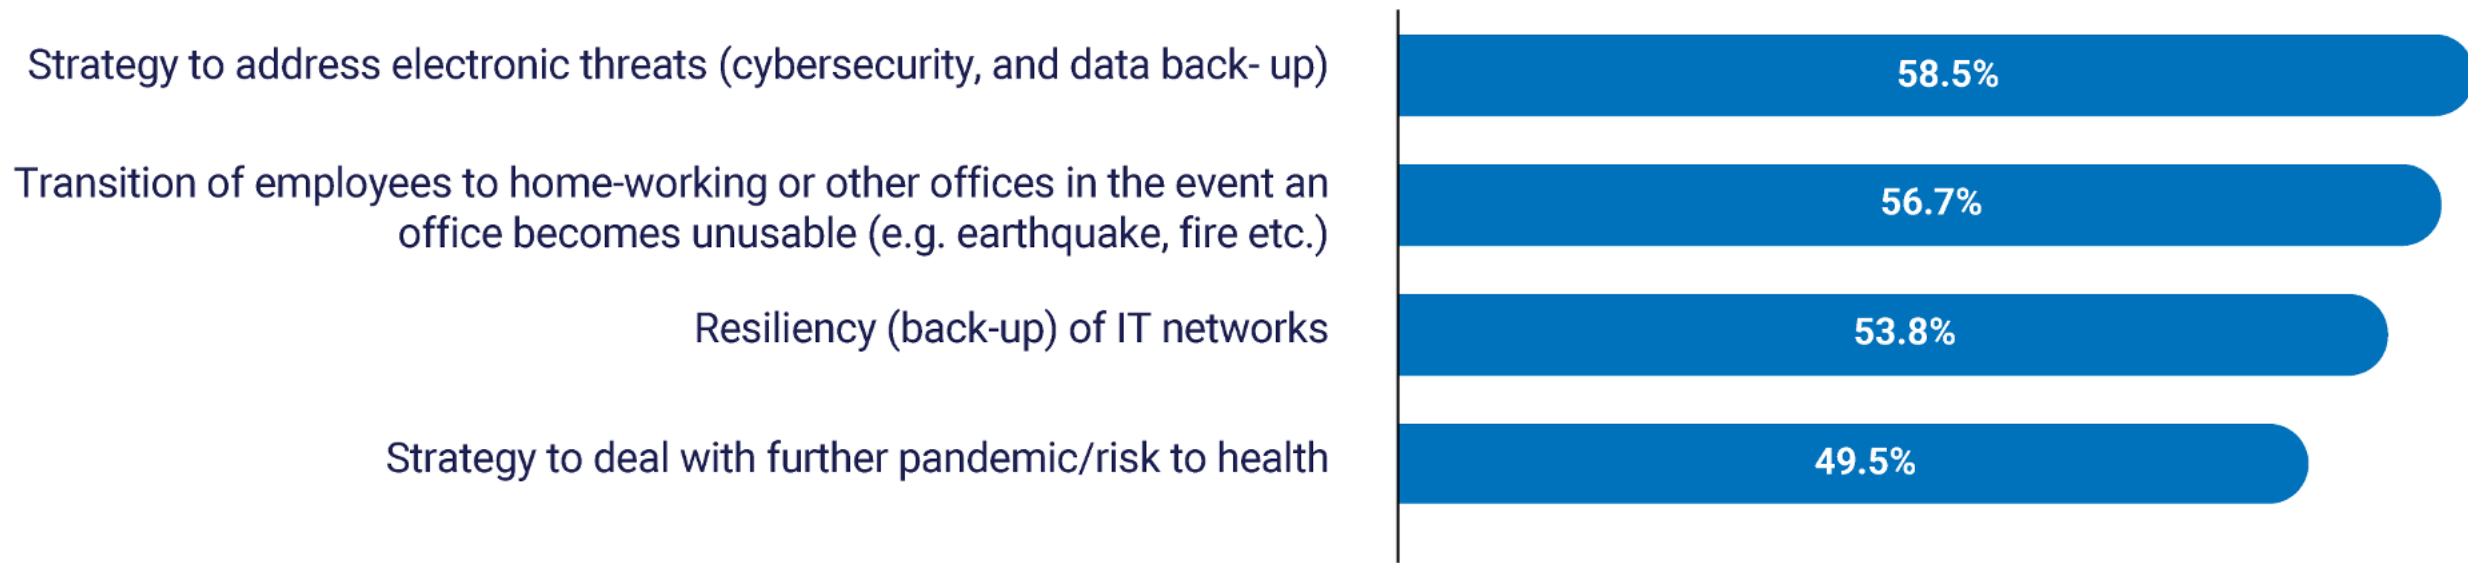 Strategy to address electronic threats (cybersecurity, and data back- up)
58.5%
Transition of employees to home-working or other offices in the event an
office becomes unusable (e.g. earthquake, fire etc.)
56.7%
Resiliency (back-up) of IT networks
53.8%
Strategy to deal with further pandemic/risk to health
49.5%